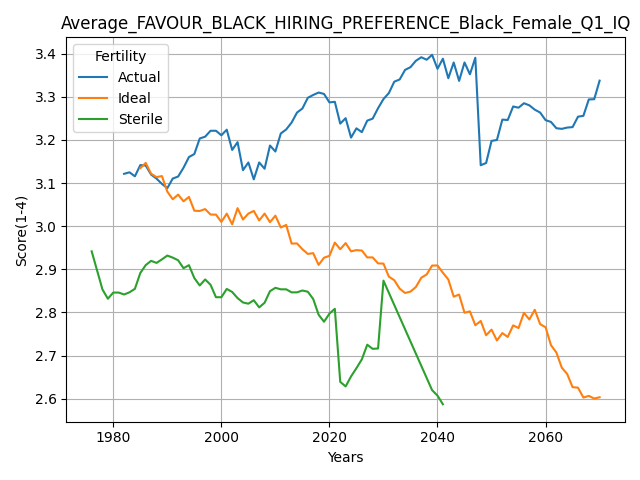 Average_FAVOUR_BLACK_HIRING_PREFERENCE_Black_Female_Q1_IQ
Fertility
Actual
Ideal
Sterile
Score(1-4)
3.4
3.3
3.2
3.1
3.0
2.9
2.8
2.7
2.6
1980 2000 2020 2040 2060
Years